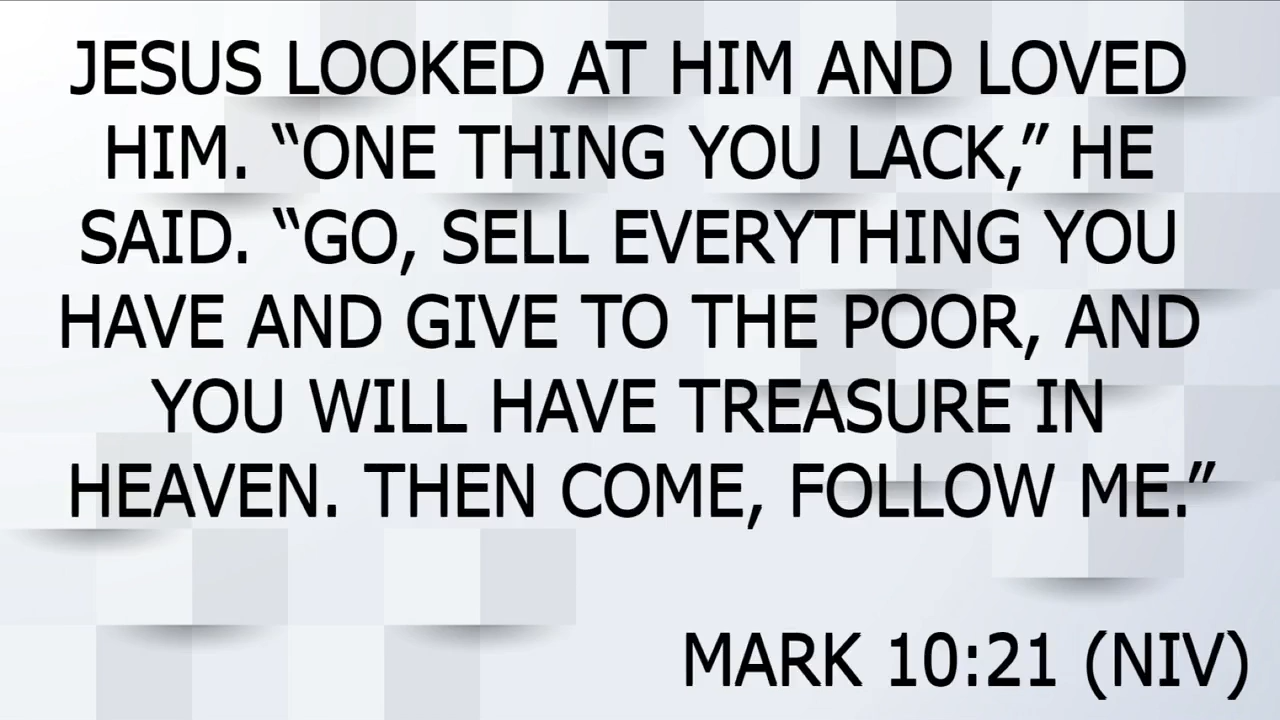 JESUS LOOKED AT HIM AND LOVED
HIM. “ONE THING YOU LACK,” HE
SAID. “GO, SELL EVERYTHING YOU
HAVE AND GIVE TO THE POOR, AND
YOU WILL HAVE TREASURE IN
HEAVEN. THEN COME, FOLLOW ME.”
MARK 10:21 (NIV)